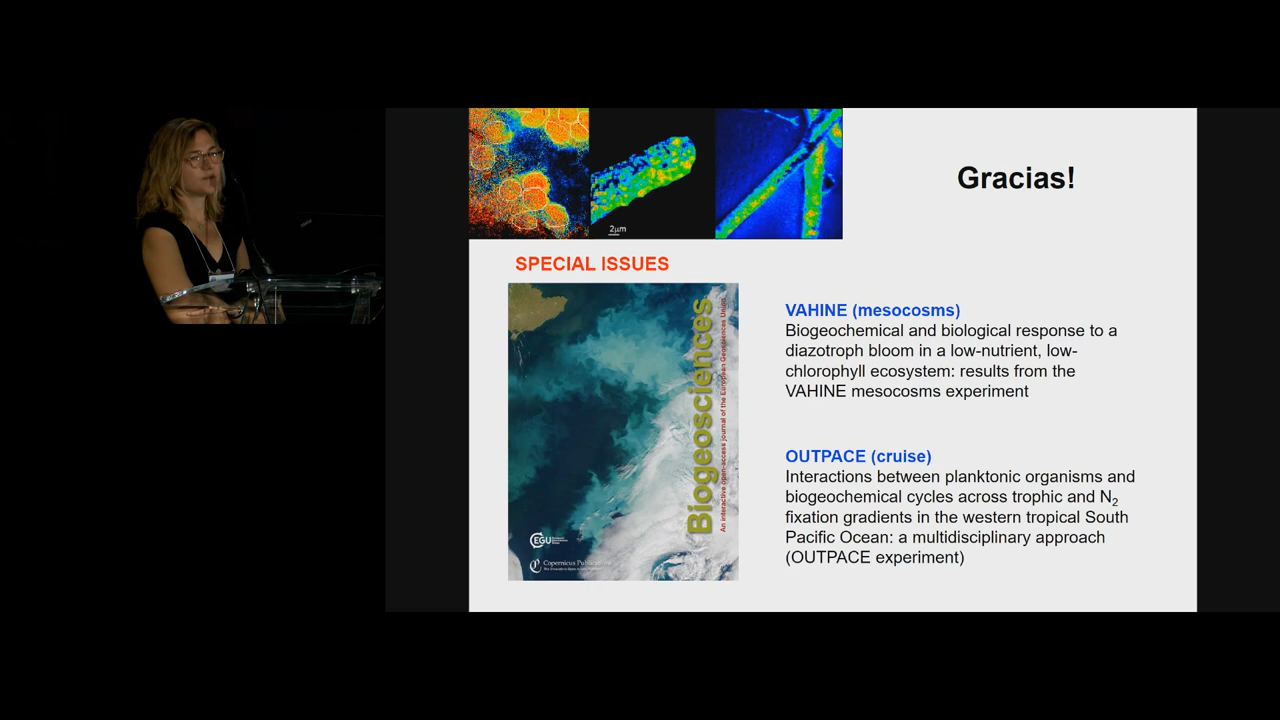 Gracias!
2µm
SPECIAL ISSUES
Biogeosciences
An interactive open-access journal of the European Geosciences Union
EGU
Copernicus Publications
VAHINE (mesocosms)
Biogeochemical and biological response to a
diazotroph bloom in a low-nutrient, low-
chlorophyll ecosystem: results from the
VAHINE mesocosms experiment
OUTPACE (cruise)
Interactions between planktonic organisms and
biogeochemical cycles across trophic and N₂
fixation gradients in the western tropical South
Pacific Ocean: a multidisciplinary approach
(OUTPACE experiment)